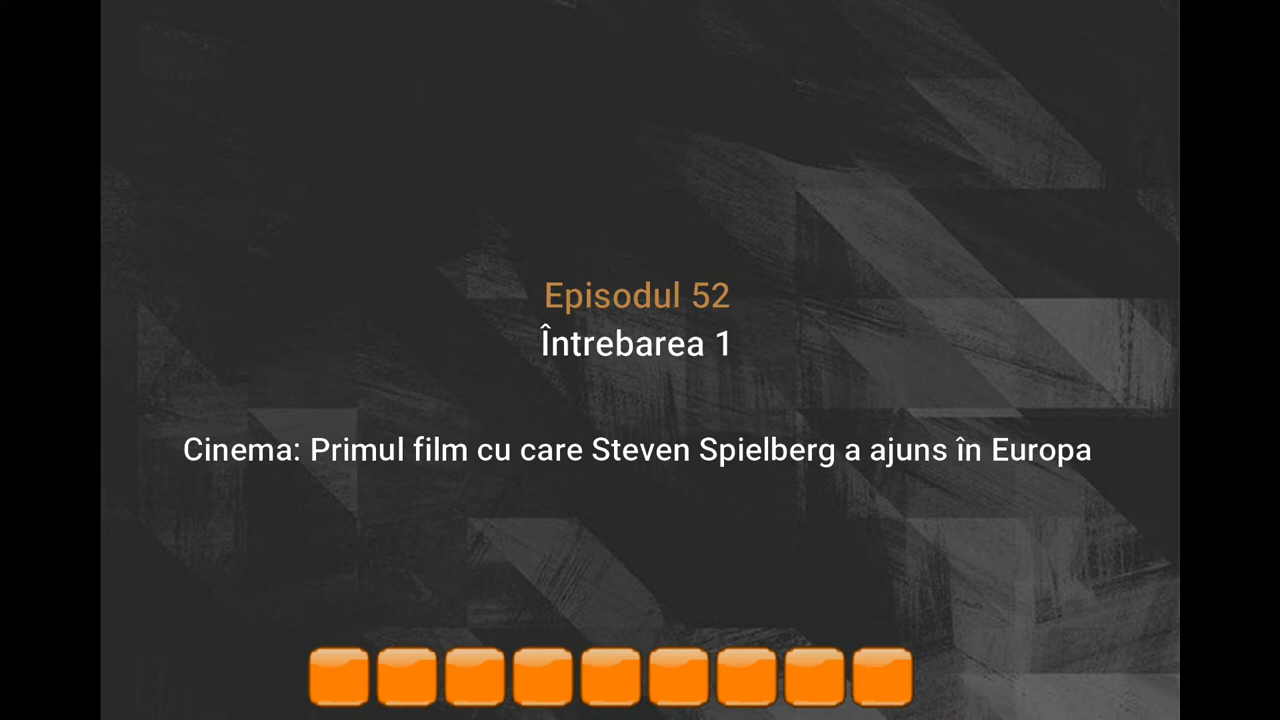 Episodul 52
Întrebarea 1
Cinema: Primul film cu care Steven Spielberg a ajuns în Europa